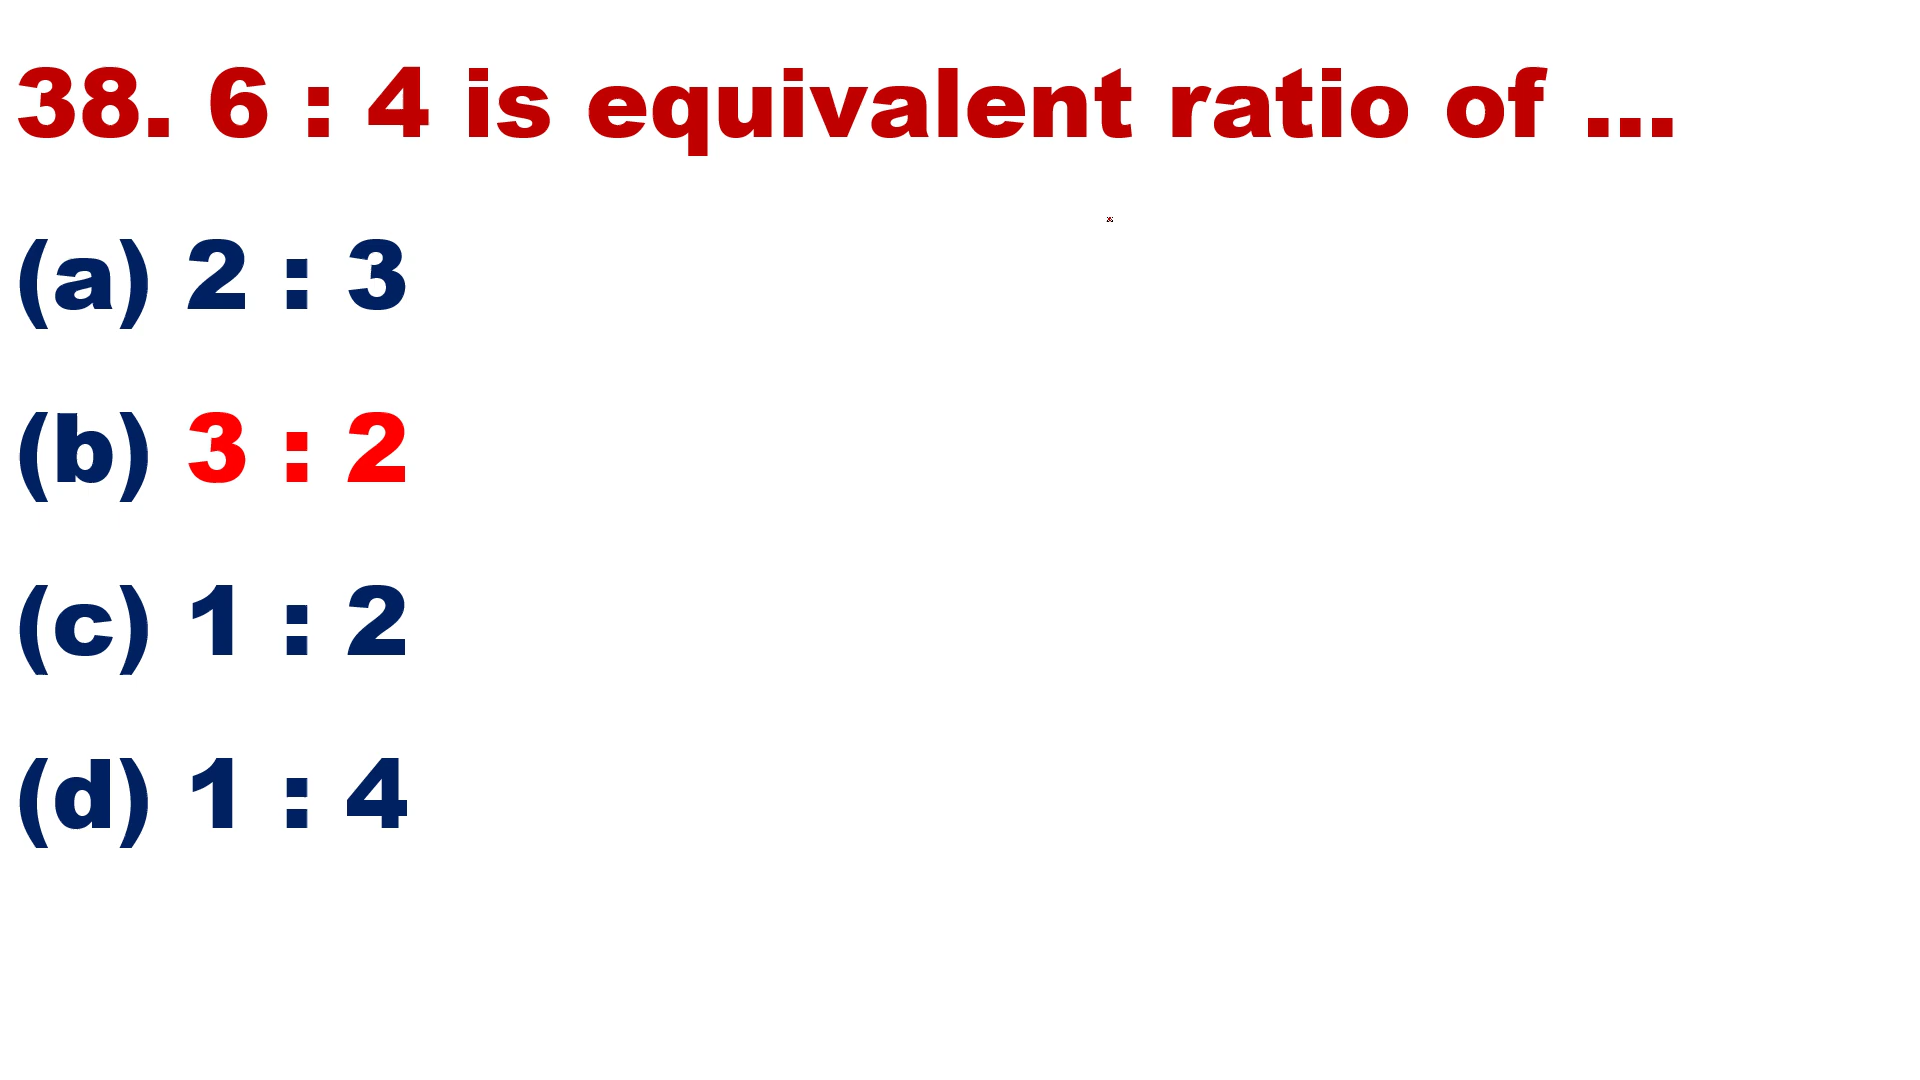 38. 6 : 4 is equivalent ratio of ...
(a) 2 : 3
(b) 3 : 2
(c) 1 : 2
(d) 1 : 4